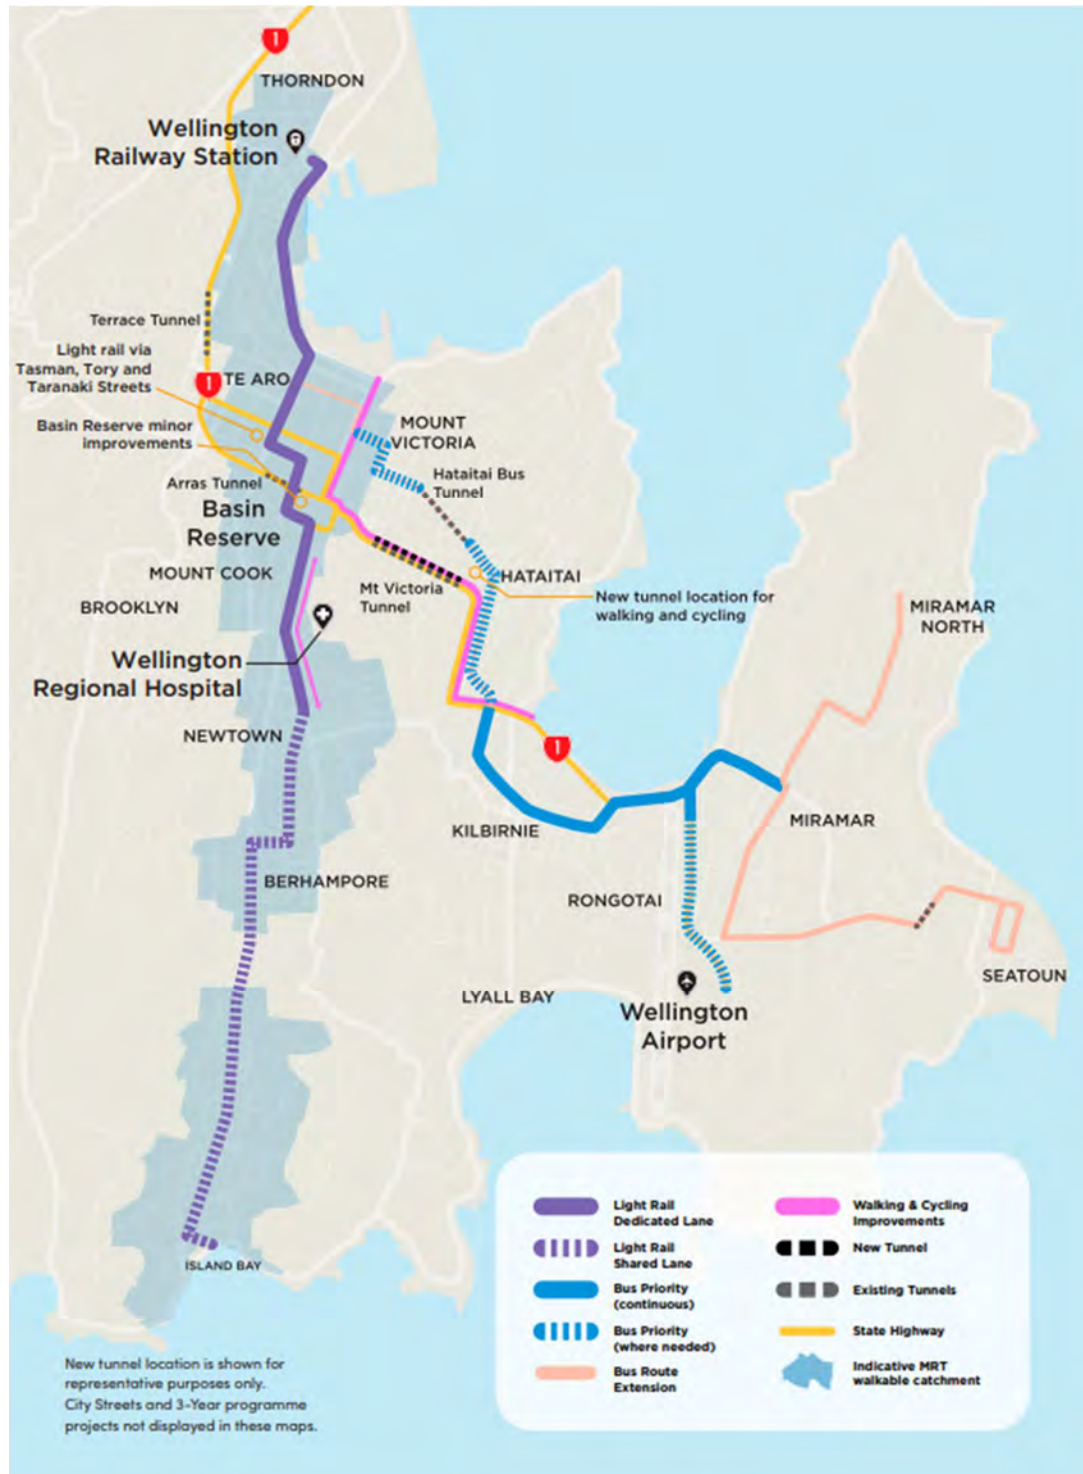 1
THORNDON
Wellington
Railway Station
Terrace Tunnel
Light rail via
Tasman, Tory and
Taranaki Streets
1
TE ARO
Basin Reserve minor
improvements
MOUNT
VICTORIA
Arras Tunnel
Hataitai Bus
Tunnel
Basin
Reserve
MOUNT COOK
Mt Victoria
Tunnel
HATAITAI
New tunnel location for
walking and cycling
BROOKLYN
MIRAMAR
NORTH
Wellington
Regional Hospital
NEWTOWN
1
KILBIRNIE
MIRAMAR
BERHAMPORE
RONGOTAI
SEATOUN
LYALL BAY
Wellington
Airport
ISLAND BAY
Light Rail
Dedicated Lane
Light Rail
Shared Lane
Bus Priority
(continuous)
Bus Priority
(where needed)
Bus Route
Extension
Walking & Cycling
Improvements
New Tunnel
Existing Tunnels
State Highway
Indicative MRT
walkable catchment
New tunnel location is shown for
representative purposes only.
City Streets and 3-Year programme
projects not displayed in these maps.